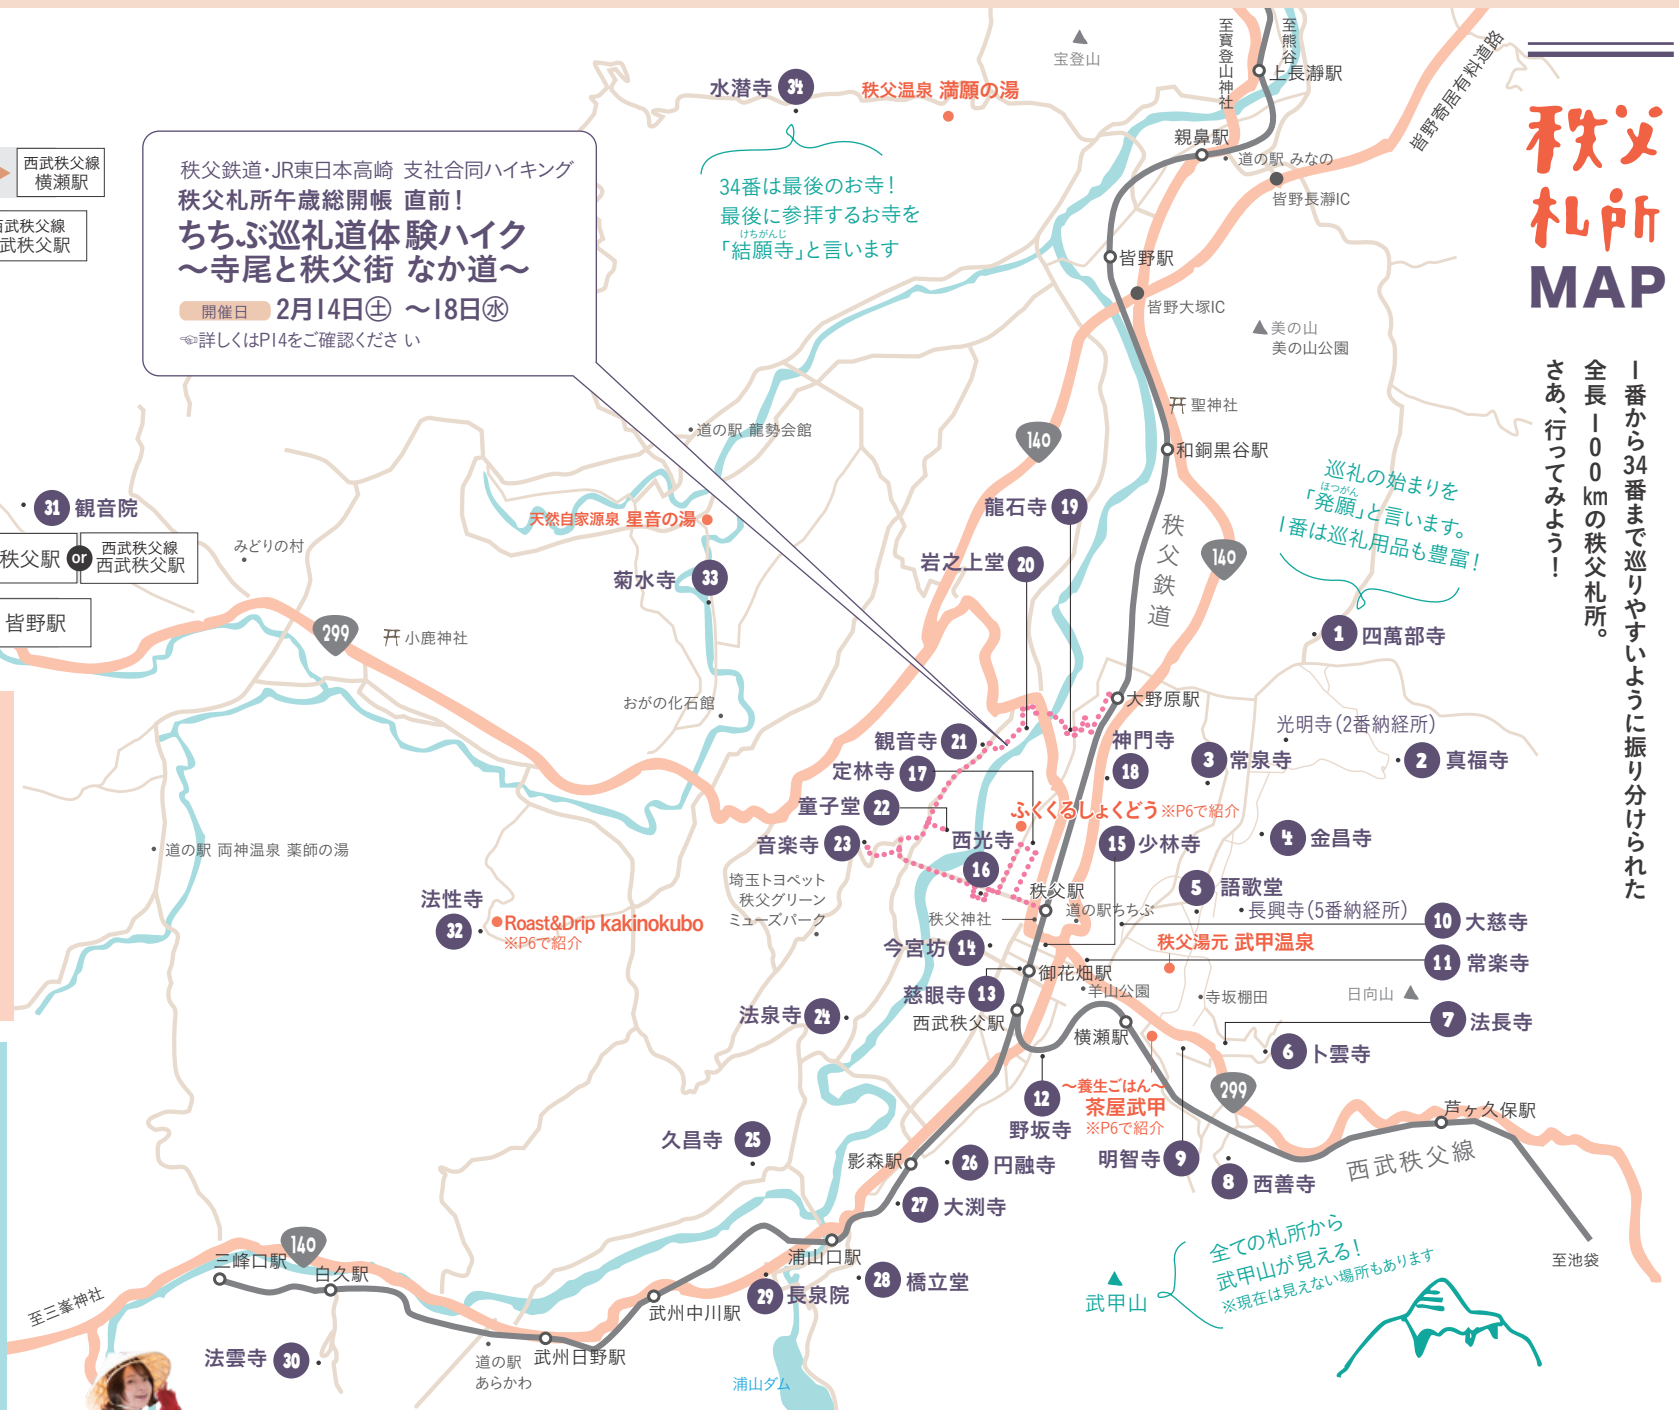 秩父
札所
MAP
1番から34番まで巡りやすいように振り分けられた
全長100kmの秩父札所。
さあ、行ってみよう！
秩父鉄道・JR東日本高崎 支社合同ハイキング
秩父札所午歳総開帳 直前！
ちちぶ巡礼道体験ハイク
～寺尾と秩父街 なか道～
開催日 2月14日㊏ ～18日㊌
☜詳しくはP14をご確認ください
西武秩父線
横瀬駅
西武秩父線
武秩父駅
秩父駅 or 西武秩父線
西武秩父駅
皆野駅
水潜寺 34
秩父温泉 満願の湯
34番は最後のお寺！
最後に参拝するお寺を
けちがんじ
「結願寺」と言います
宝登山
至寶登山神社
至熊谷
上長瀞駅
皆野寄居有料道路
親鼻駅
道の駅 みなの
皆野長瀞IC
皆野駅
皆野大塚IC
美の山
美の山公園
聖神社
和銅黒谷駅
140
道の駅 龍勢会館
天然自家源泉 星音の湯
31 観音院
みどりの村
299
小鹿神社
菊水寺 33
おがの化石館
龍石寺 19
岩之上堂 20
秩父鉄道
140
巡礼の始まりを
ほつがん
「発願」と言います。
1番は巡礼用品も豊富！
1 四萬部寺
大野原駅
光明寺（2番納経所）
2 真福寺
3 常泉寺
神門寺
18
観音寺 21
定林寺 17
童子堂 22
音楽寺 23
西光寺
16
ふくくるしょくどう ※P6で紹介
15 少林寺
4 金昌寺
5 語歌堂
長興寺（5番納経所）
10 大慈寺
11 常楽寺
秩父湯元 武甲温泉
秩父駅
道の駅ちちぶ
秩父神社
埼玉トヨペット
秩父グリーン
ミューズパーク
道の駅 両神温泉 薬師の湯
法性寺
32
Roast&Drip kakinokubo
※P6で紹介
今宮坊 14
御花畑駅
慈眼寺 13
羊山公園
寺坂棚田
日向山
西武秩父駅
横瀬駅
法泉寺 24
7 法長寺
6 卜雲寺
299
12
野坂寺
～養生ごはん～
茶屋武甲
※P6で紹介
明智寺 9
8 西善寺
芦ヶ久保駅
西武秩父線
至池袋
久昌寺 25
影森駅
26 円融寺
27 大渕寺
浦山口駅
28 橋立堂
29 長泉院
武甲山
全ての札所から
武甲山が見える！
※現在は見えない場所もあります
三峰口駅
140
白久駅
至三峯神社
武州中川駅
武州日野駅
道の駅
あらかわ
法雲寺 30
浦山ダム